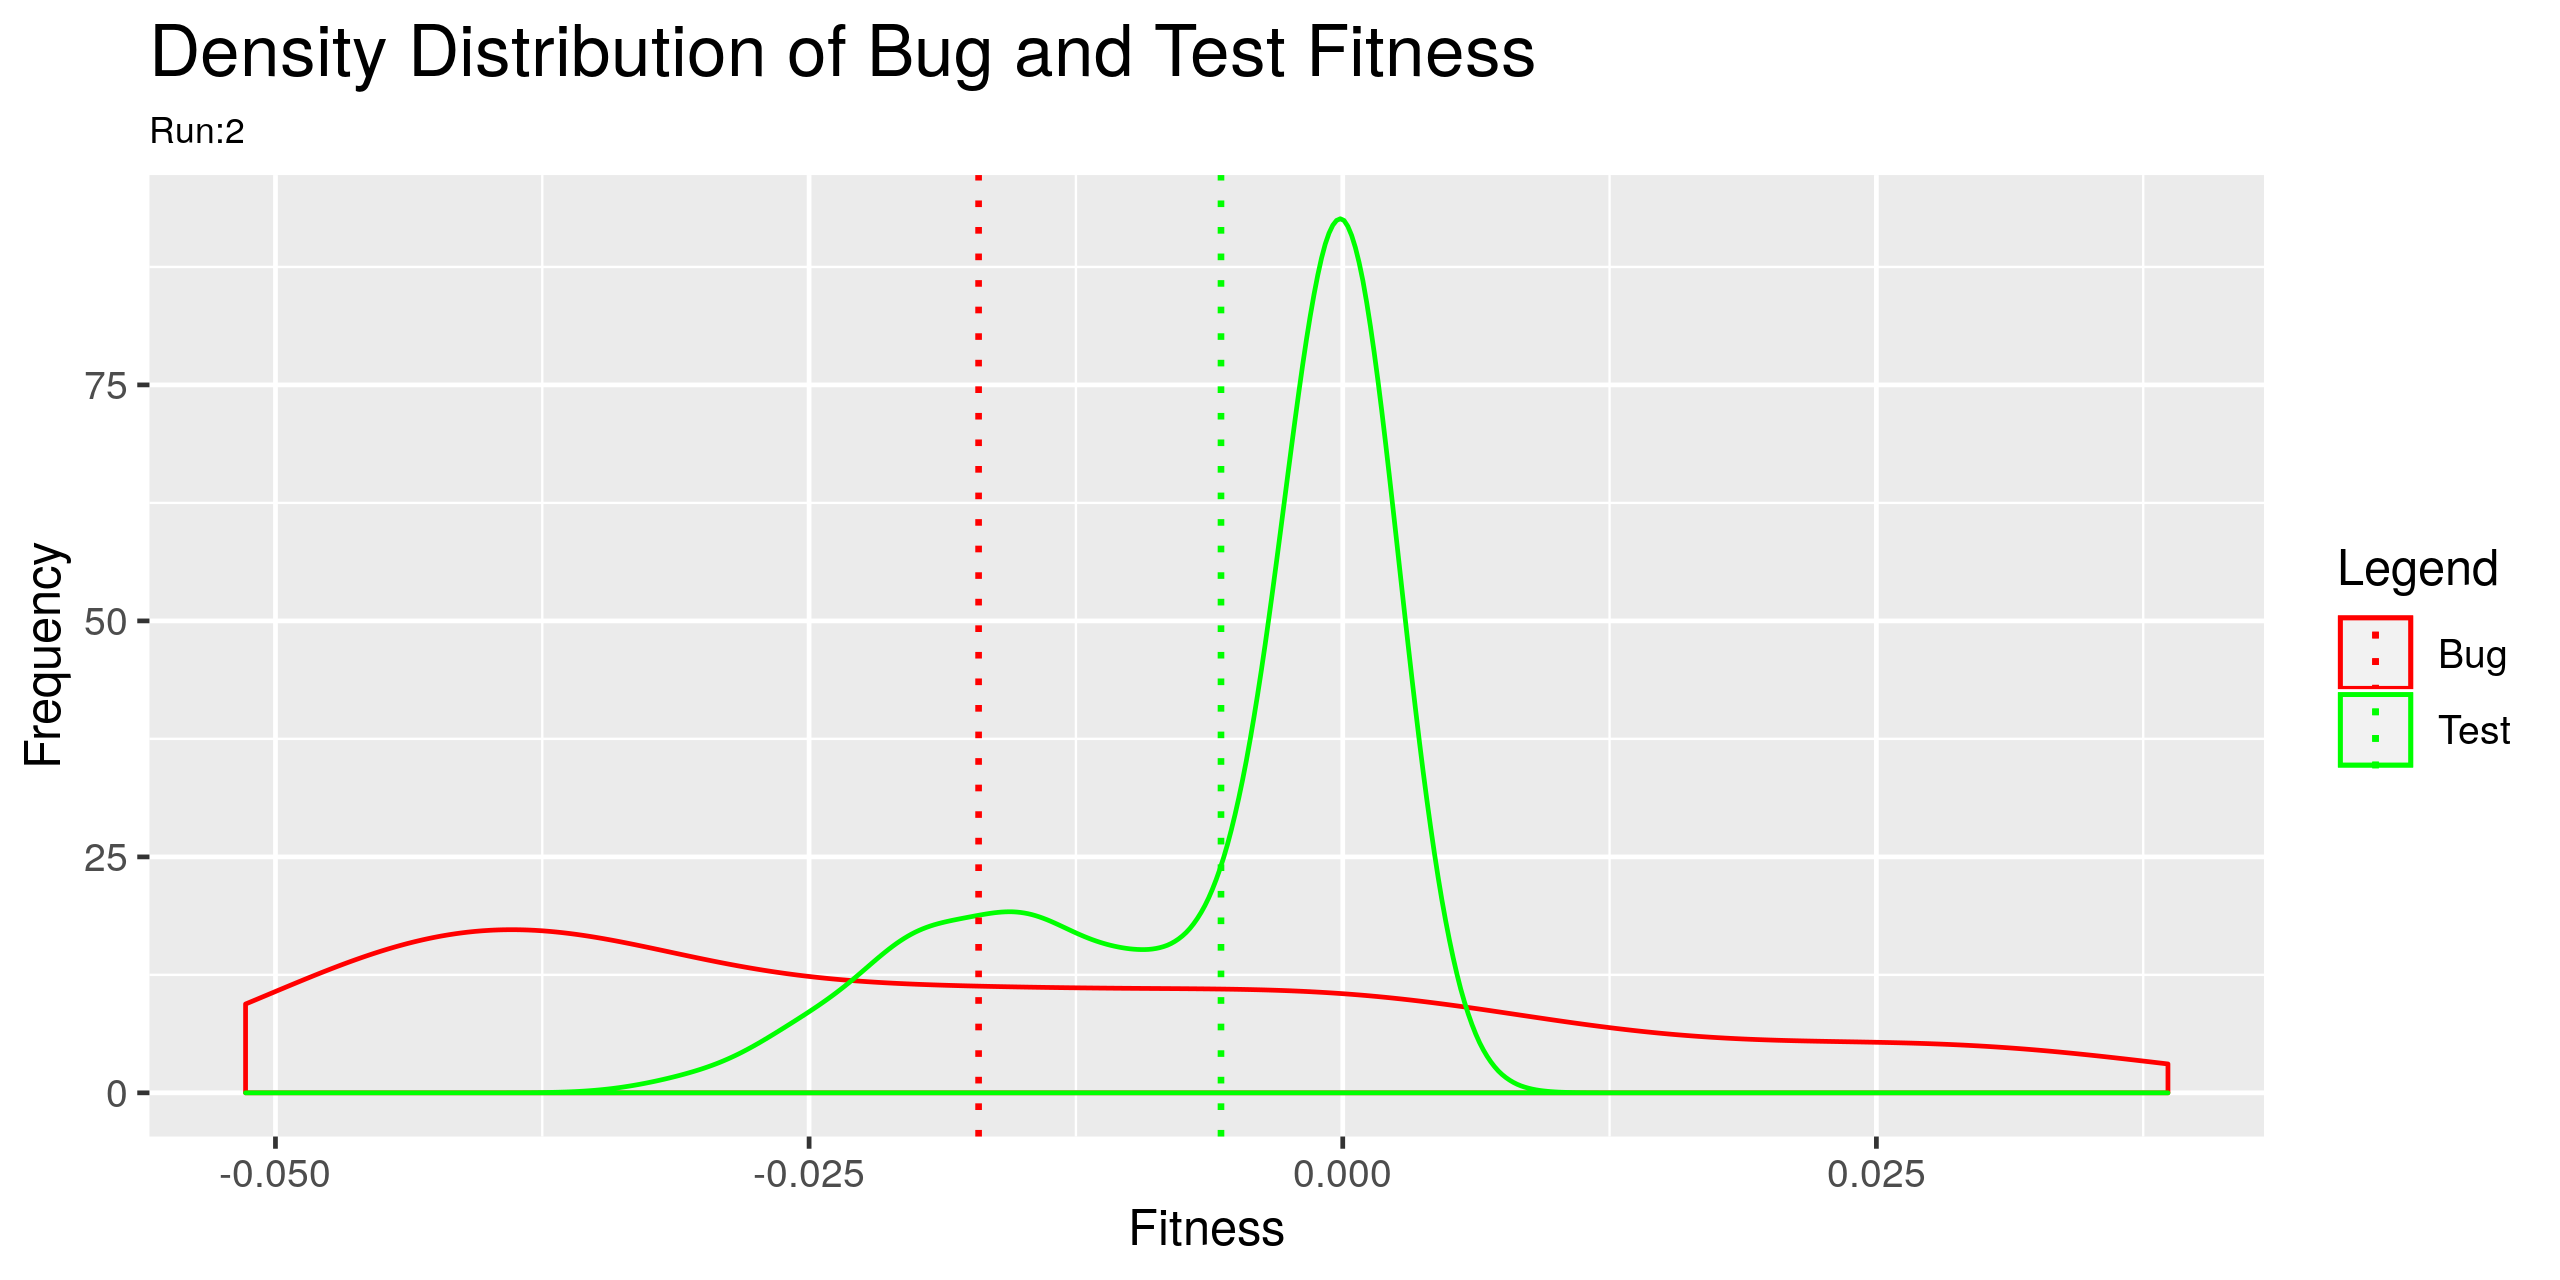 Density Distribution of Bug and Test Fitness
Run:2
Frequency
75
50
25
0
-0.050
-0.025
0.000
0.025
Fitness
Legend
Bug
Test